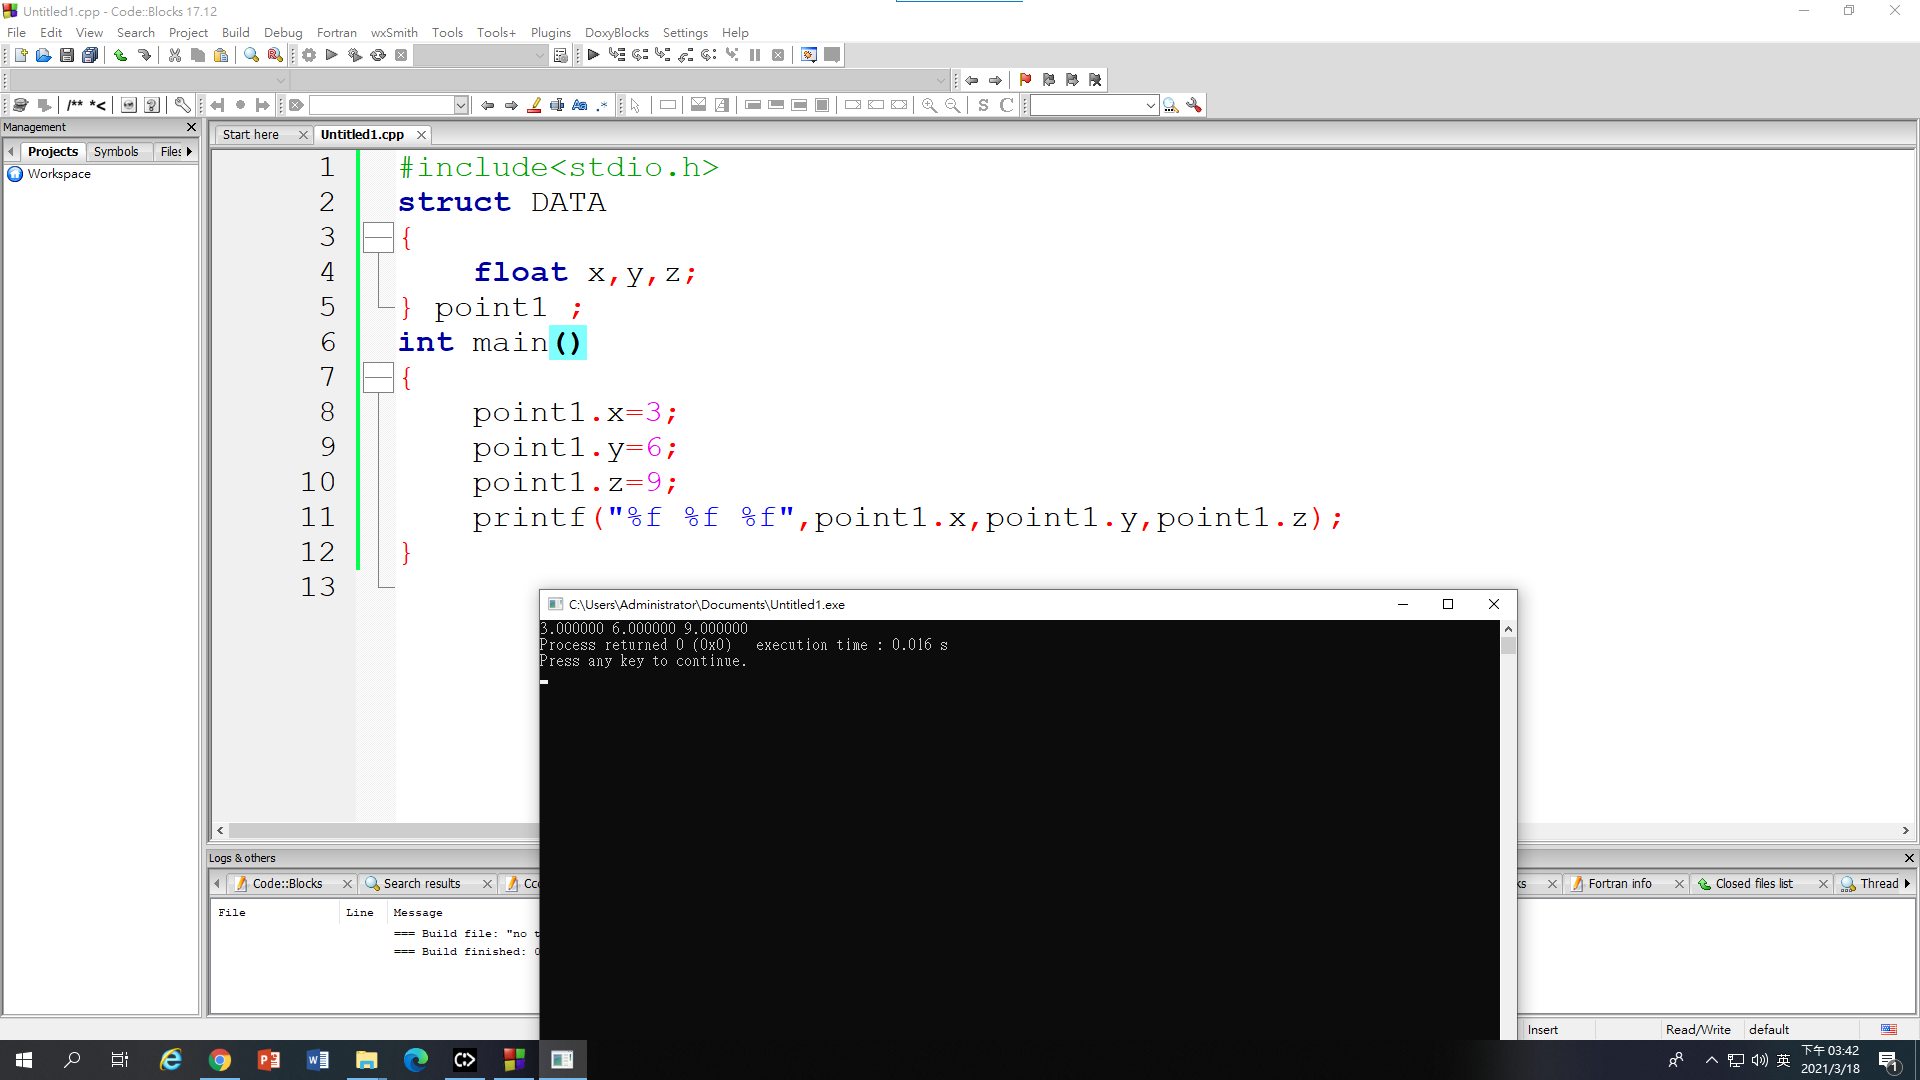 Untitled1.cpp - Code::Blocks 17.12
File Edit View Search Project Build Debug Fortran wxSmith Tools Tools+ Plugins DoxyBlocks Settings Help
/** *<
S C
Management
Projects Symbols Files
Workspace
Start here Untitled1.cpp
1 #include<stdio.h>
2 struct DATA
3 {
4 float x,y,z;
5 } point1 ;
6 int main()
7 {
8 point1.x=3;
9 point1.y=6;
10 point1.z=9;
11 printf("%f %f %f",point1.x,point1.y,point1.z);
12 }
13
C:\Users\Administrator\Documents\Untitled1.exe
3.000000 6.000000 9.000000
Process returned 0 (0x0)   execution time : 0.016 s
Press any key to continue.
Logs & others
Code::Blocks Search results Fortran info Closed files list Thread
File Line Message
=== Build file: "no
=== Build finished:
Insert Read/Write default
英 下午 03:42
2021/3/18
1